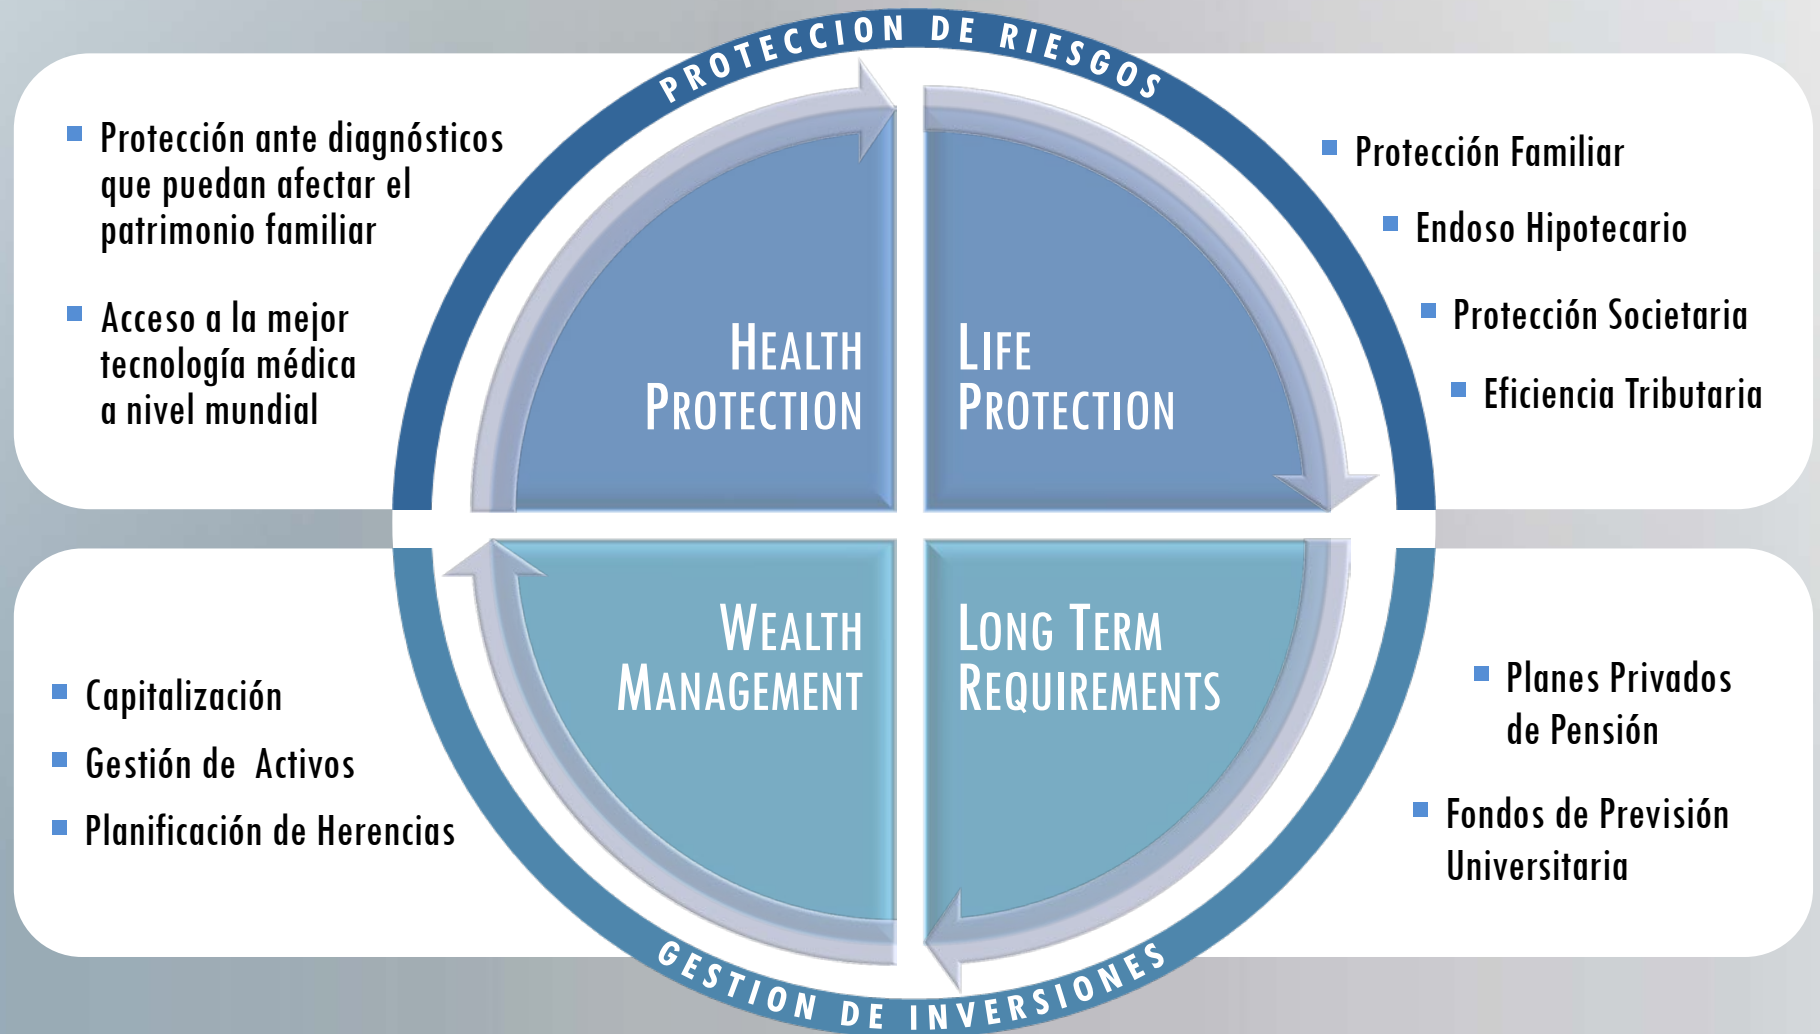 PROTECCION DE RIESGOS
Protección ante diagnósticos
que puedan afectar el
patrimonio familiar
Acceso a la mejor
tecnología médica
a nivel mundial
HEALTH
PROTECTION
LIFE
PROTECTION
Protección Familiar
Endoso Hipotecario
Protección Societaria
Eficiencia Tributaria
Capitalización
Gestión de Activos
Planificación de Herencias
WEALTH
MANAGEMENT
LONG TERM
REQUIREMENTS
Planes Privados
de Pensión
Fondos de Previsión
Universitaria
GESTION DE INVERSIONES